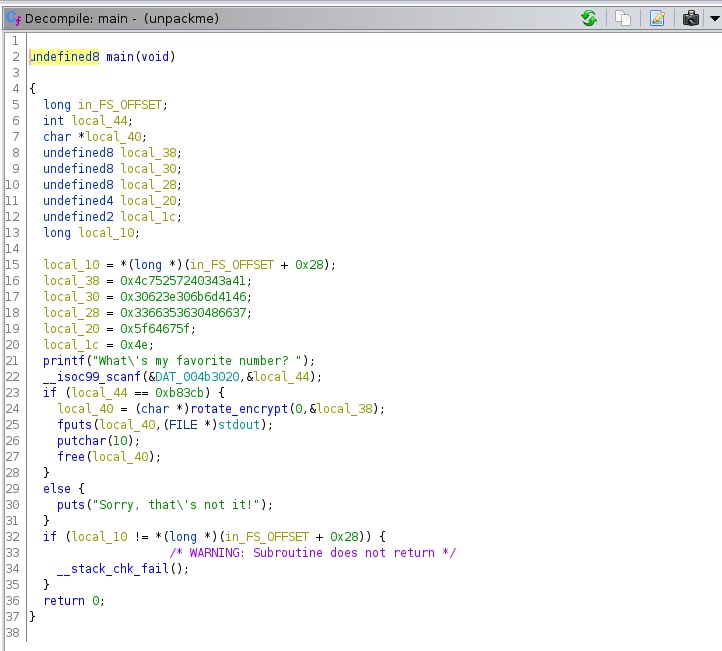 Decompile: main - (unpackme)
1
2 undefined8 main(void)
3
4 {
5 long in_FS_OFFSET;
6 int local_44;
7 char *local_40;
8 undefined8 local_38;
9 undefined8 local_30;
10 undefined8 local_28;
11 undefined4 local_20;
12 undefined2 local_1c;
13 long local_10;
14
15 local_10 = *(long *)(in_FS_OFFSET + 0x28);
16 local_38 = 0x4c75257240343a41;
17 local_30 = 0x30623e306b6d4146;
18 local_28 = 0x3366353630486637;
19 local_20 = 0x5f64675f;
20 local_1c = 0x4e;
21 printf("What\'s my favorite number? ");
22 __isoc99_scanf(&DAT_004b3020,&local_44);
23 if (local_44 == 0xb83cb) {
24 local_40 = (char *)rotate_encrypt(0,&local_38);
25 fputs(local_40,(FILE *)stdout);
26 putchar(10);
27 free(local_40);
28 }
29 else {
30 puts("Sorry, that\'s not it!");
31 }
32 if (local_10 != *(long *)(in_FS_OFFSET + 0x28)) {
33 /* WARNING: Subroutine does not return */
34 __stack_chk_fail();
35 }
36 return 0;
37 }
38